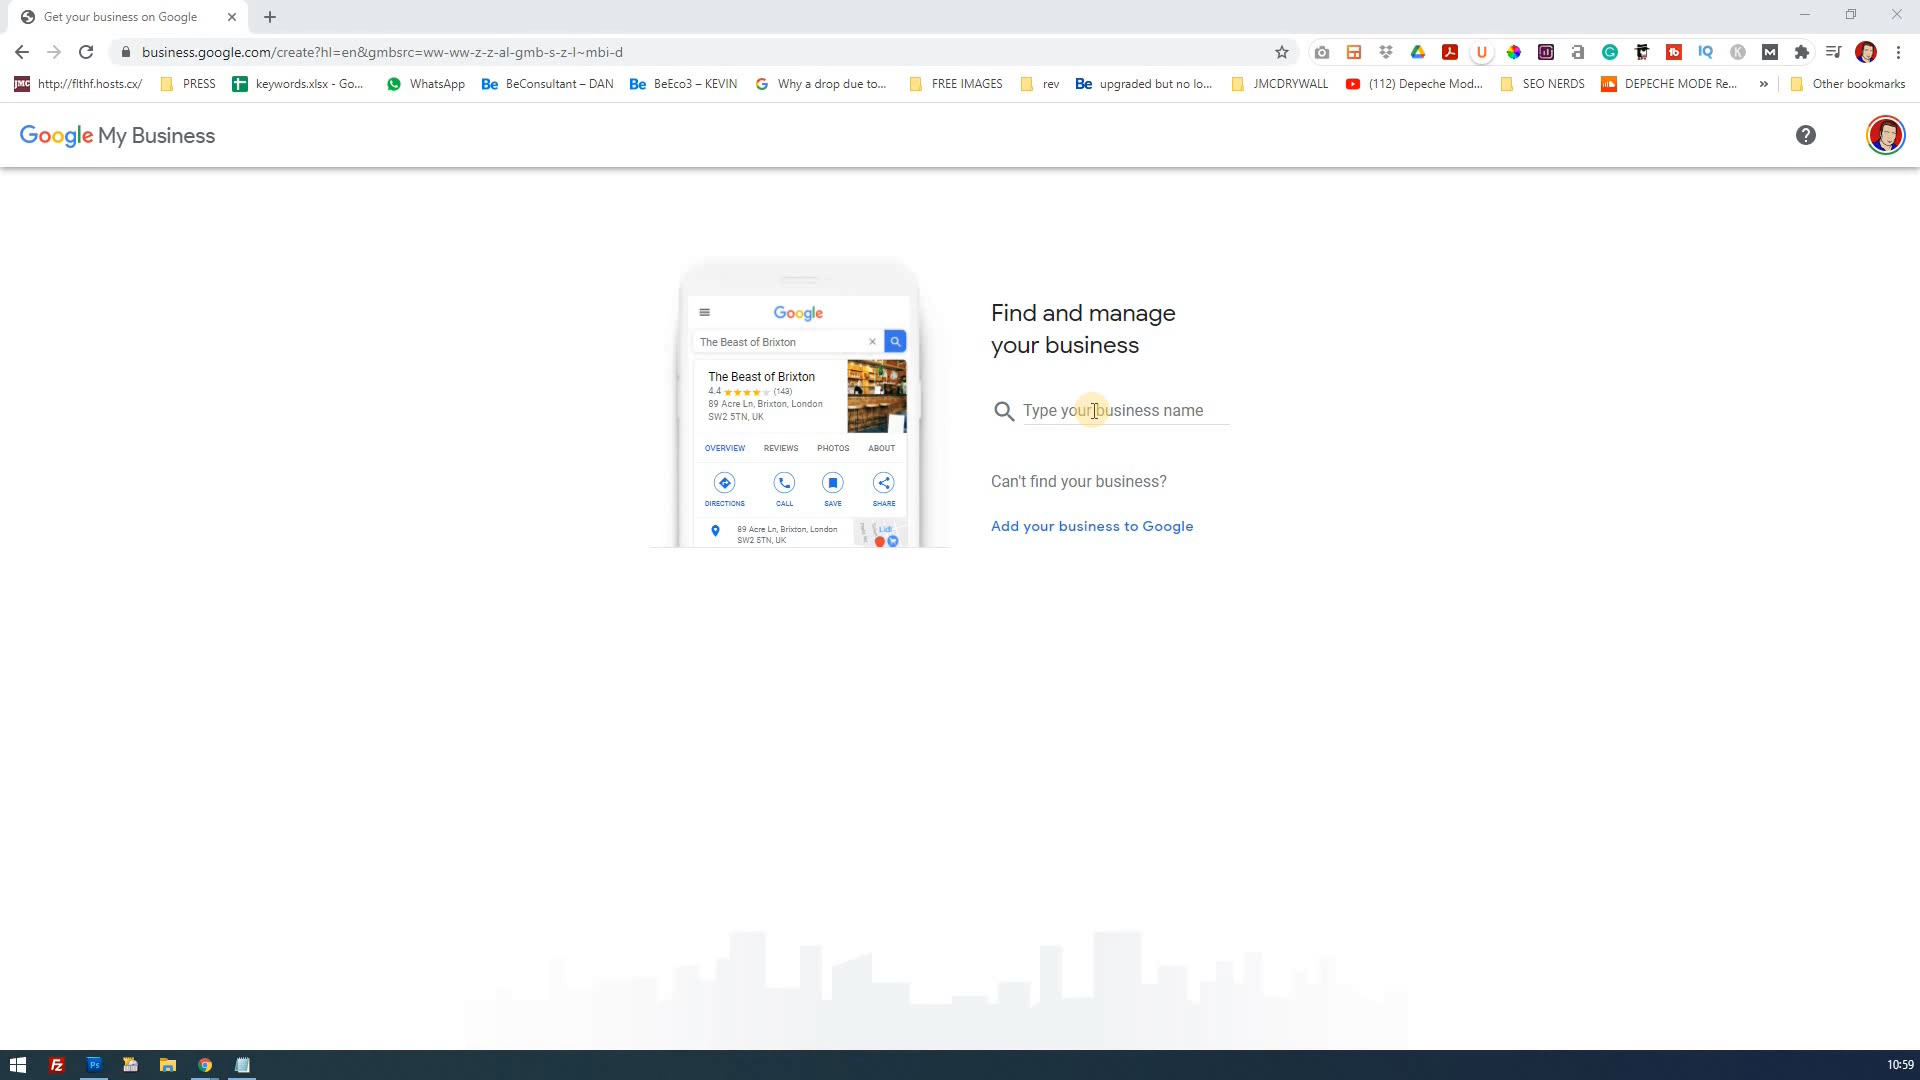 Get your business on Google
business.google.com/create?hl=en&gmbsrc=ww-ww-z-z-al-gmb-s-z-l~mbi-d
http://flthf.hosts.cx/ PRESS keywords.xlsx - Go... WhatsApp BeConsultant – DAN BeEco3 – KEVIN Why a drop due to... FREE IMAGES rev upgraded but no lo... JMCDRYWALL (112) Depeche Mod... SEO NERDS DEPECHE MODE Re... » Other bookmarks
Google My Business
Google
The Beast of Brixton
The Beast of Brixton
4.4 (143)
89 Acre Ln, Brixton, London
SW2 5TN, UK
OVERVIEW REVIEWS PHOTOS ABOUT
DIRECTIONS CALL SAVE SHARE
89 Acre Ln, Brixton, London
SW2 5TN, UK
Lidl
Find and manage
your business
Type your business name
Can't find your business?
Add your business to Google
10:59